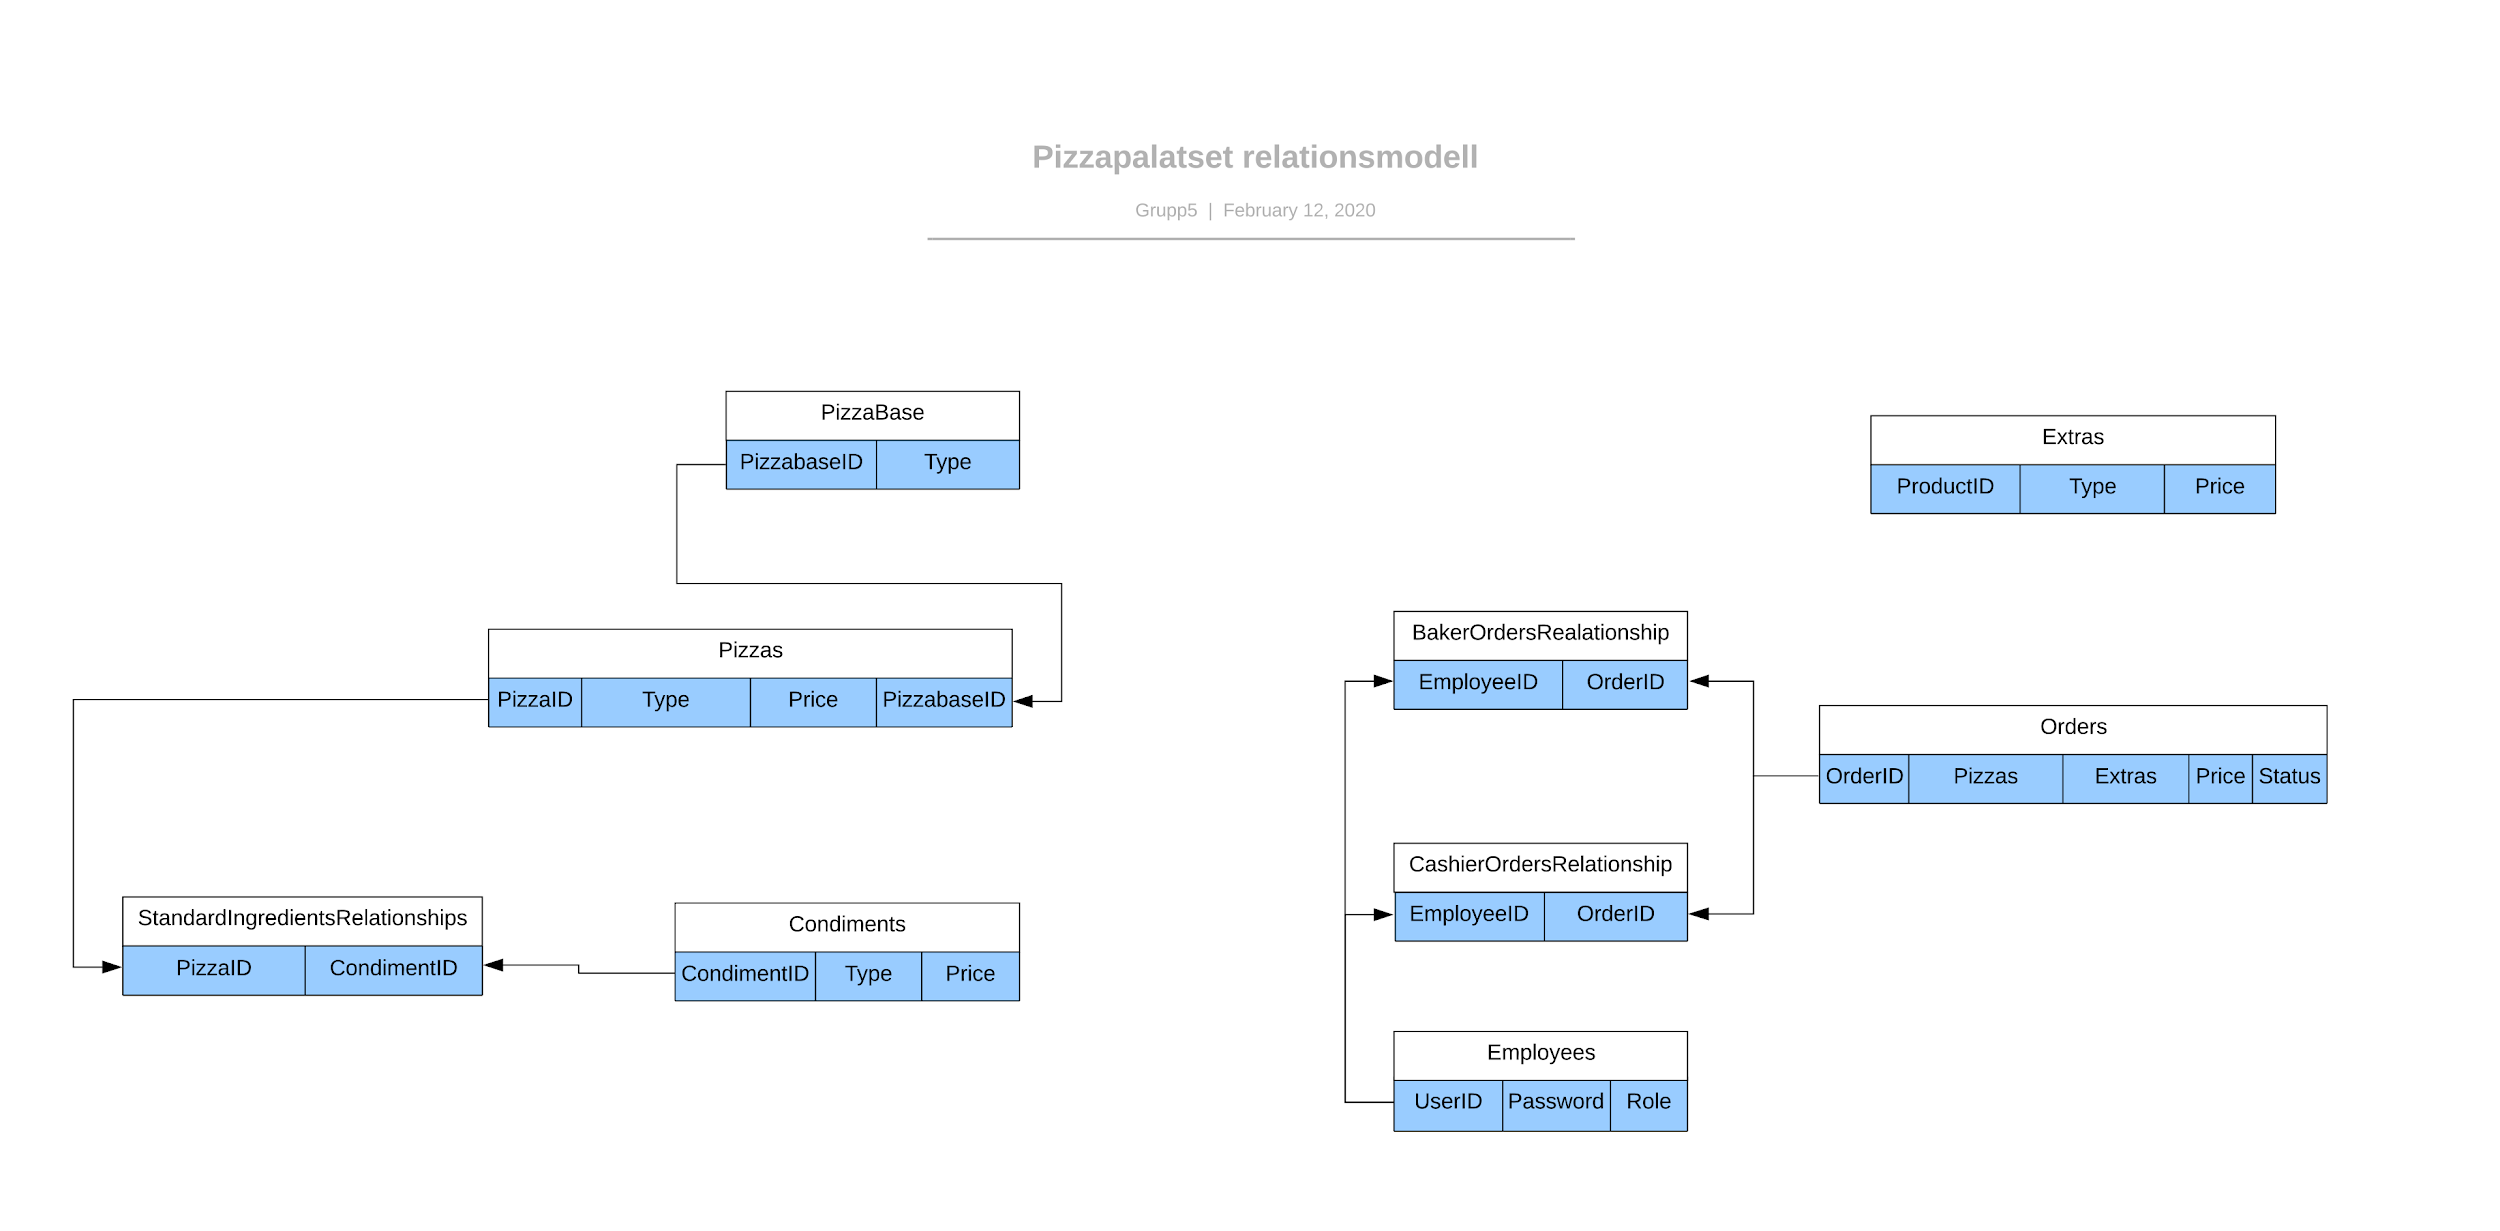 Pizzapalatset relationsmodell
Grupp5 | February 12, 2020
PizzaBase
PizzabaseID Type
Extras
ProductID Type Price
Pizzas
PizzaID Type Price PizzabaseID
BakerOrdersRealationship
EmployeeID OrderID
Orders
OrderID Pizzas Extras Price Status
CashierOrdersRelationship
EmployeeID OrderID
StandardIngredientsRelationships
PizzaID CondimentID
Condiments
CondimentID Type Price
Employees
UserID Password Role